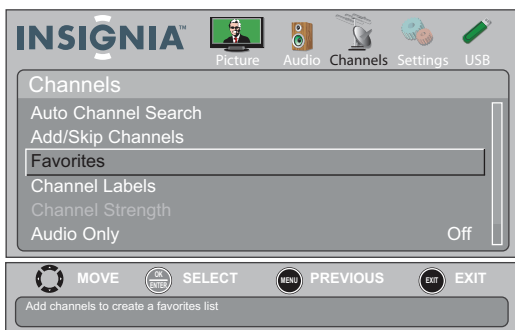 INSIGNIA™
Picture Audio Channels Settings USB
Channels
Auto Channel Search
Add/Skip Channels
Favorites
Channel Labels
Channel Strength
Audio Only Off
MOVE OK ENTER SELECT MENU PREVIOUS EXIT EXIT
Add channels to create a favorites list